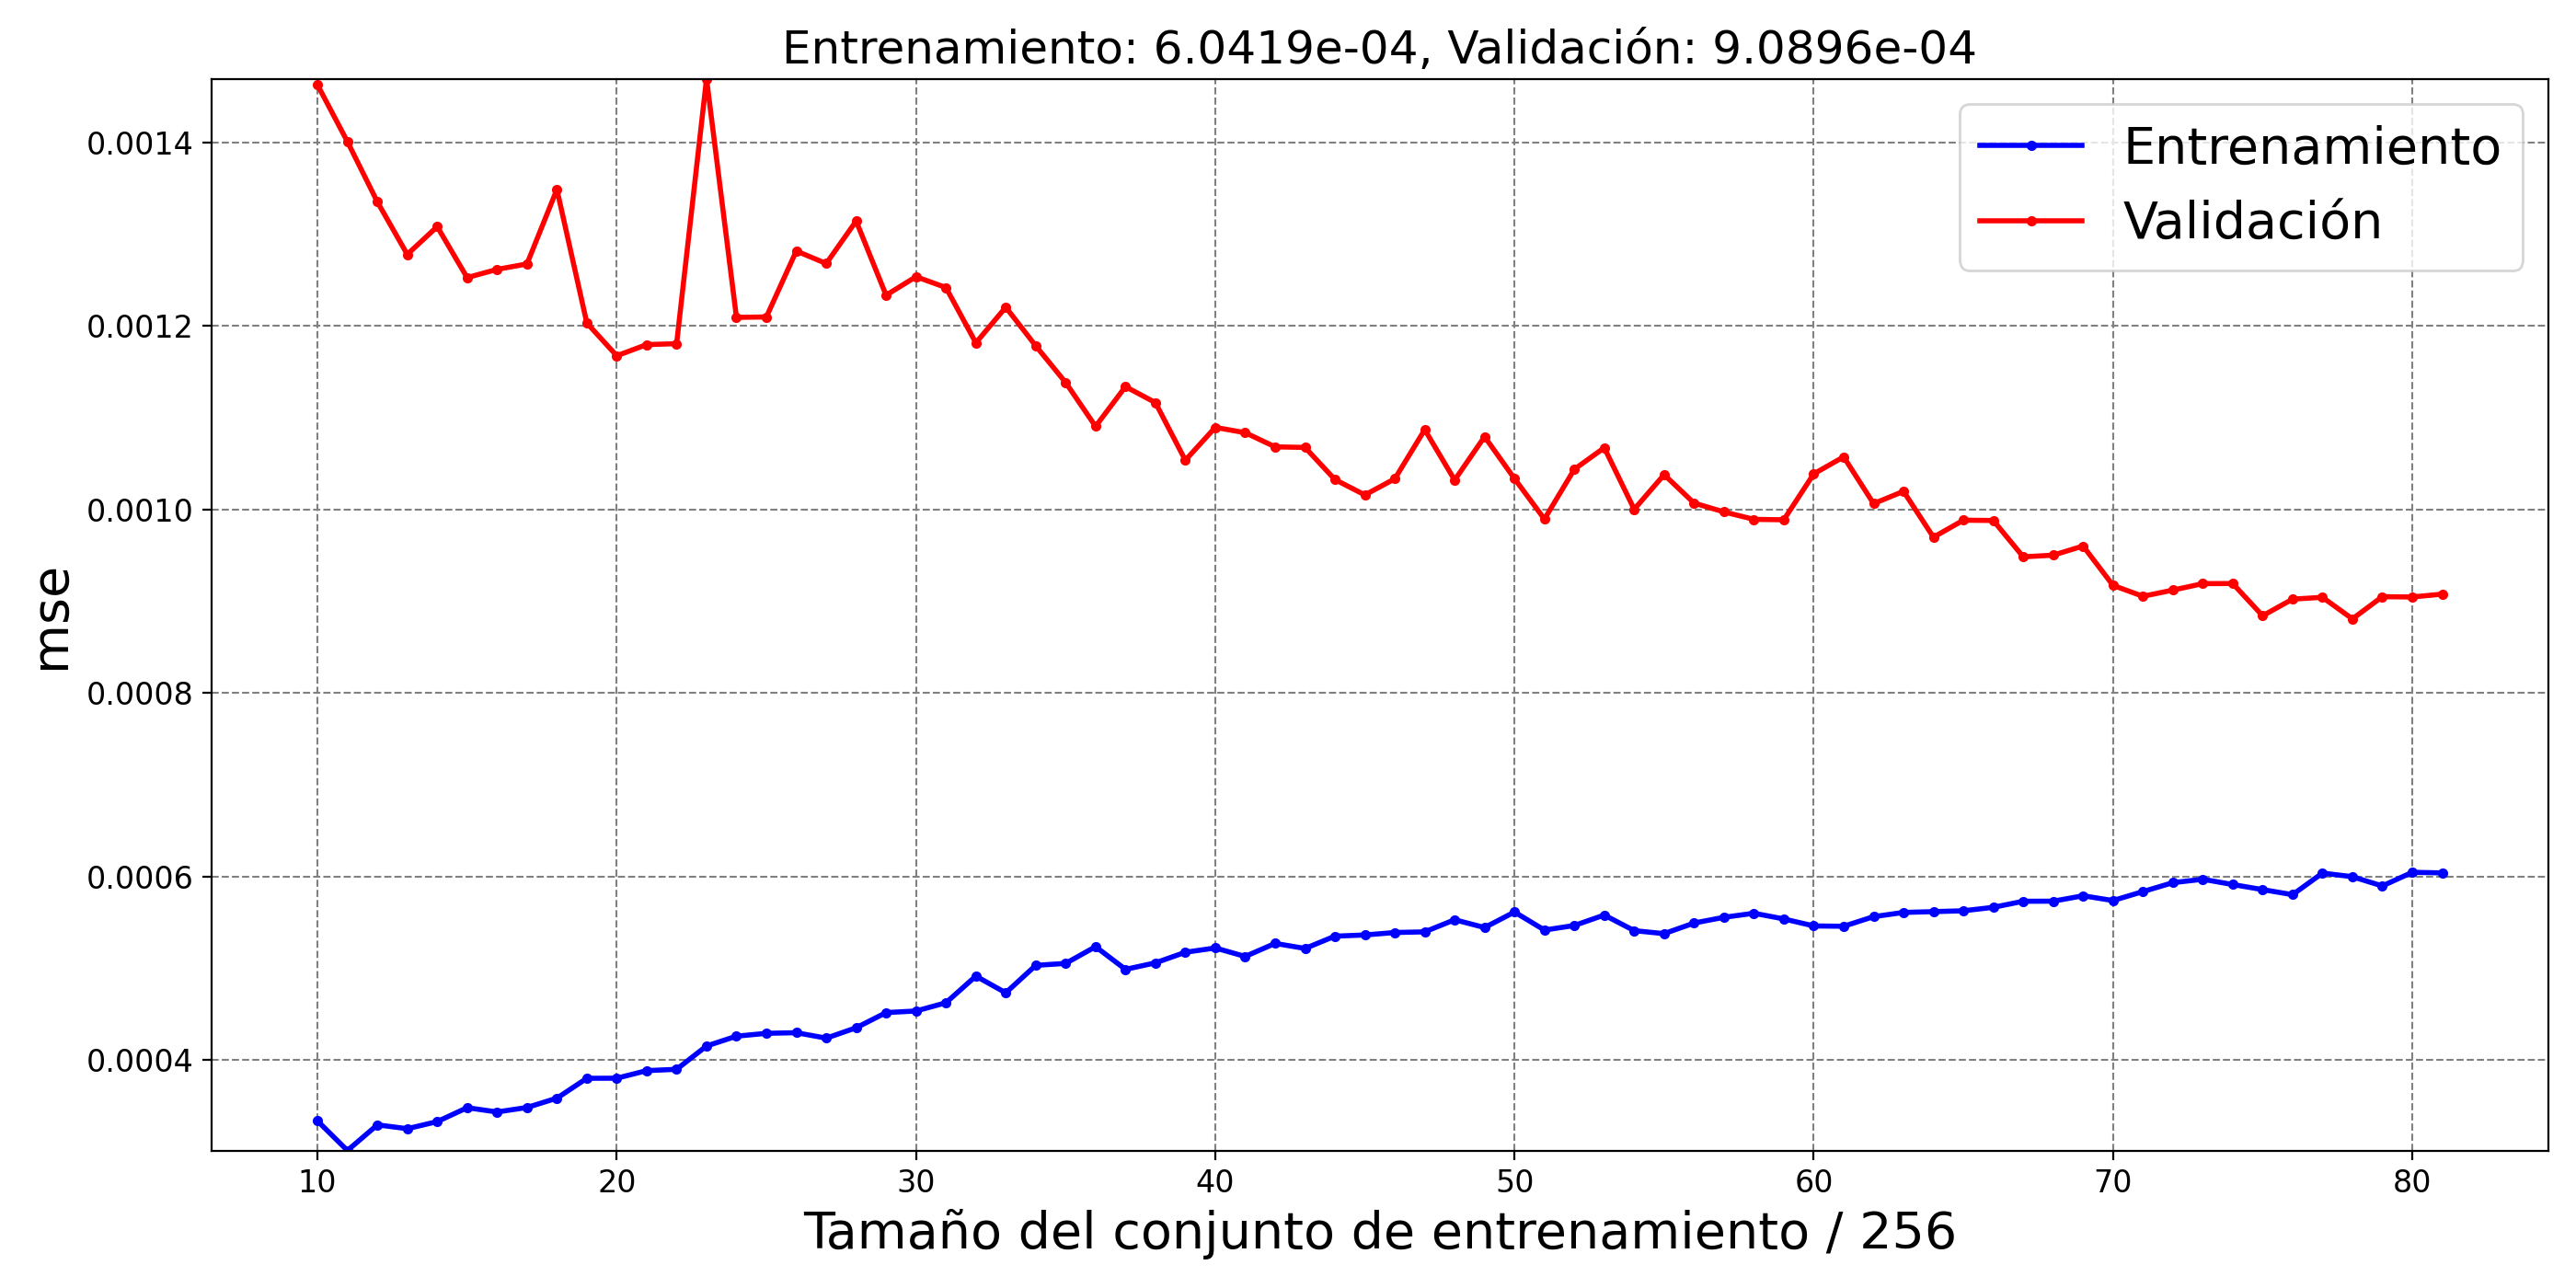 Entrenamiento: 6.0419e-04, Validación: 9.0896e-04
Entrenamiento
Validación
mse
0.0014
0.0012
0.0010
0.0008
0.0006
0.0004
10 20 30 40 50 60 70 80
Tamaño del conjunto de entrenamiento / 256